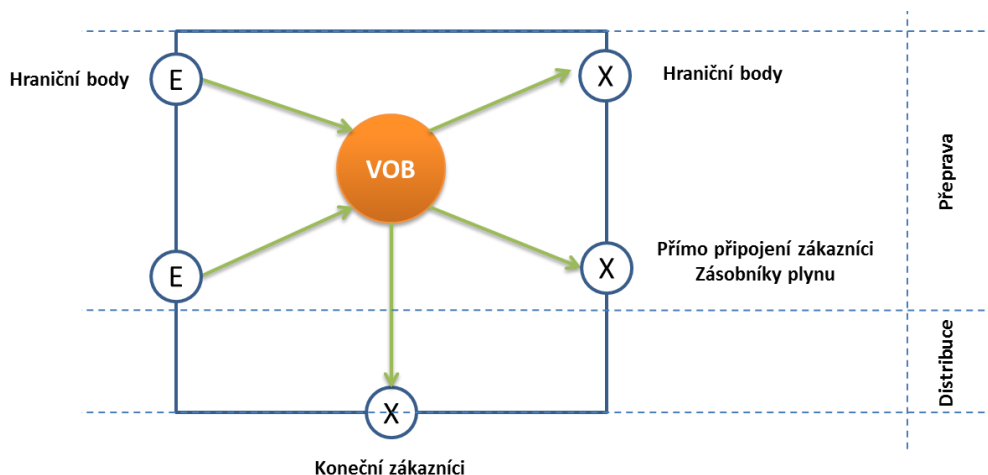 Hraniční body
E
X
Hraniční body
VOB
Přeprava
E
X
Přímo připojení zákazníci
Zásobníky plynu
Distribuce
X
Koneční zákazníci